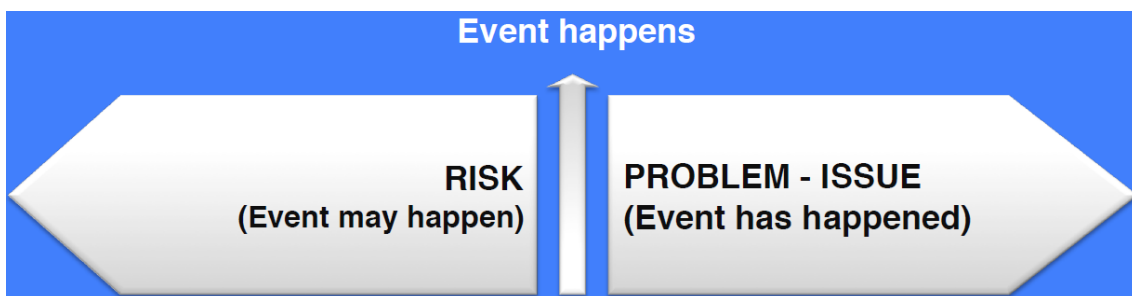 Event happens
RISK
(Event may happen)
PROBLEM - ISSUE
(Event has happened)